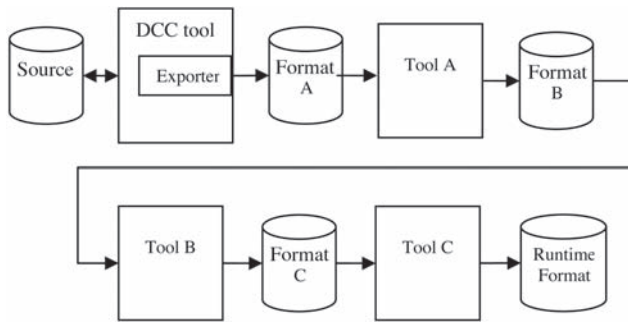 DCC tool
Source
Exporter
Format
A
Tool A
Format
B
Tool B
Format
C
Tool C
Runtime
Format